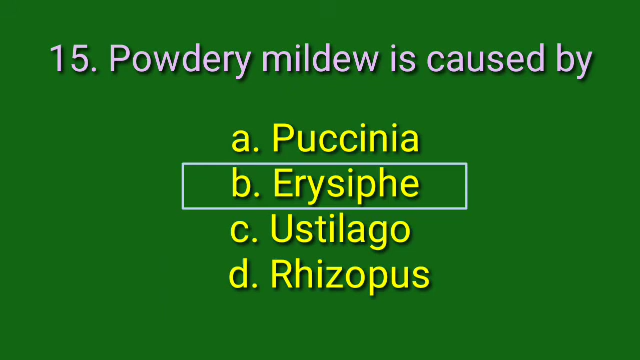 15. Powdery mildew is caused by
a. Puccinia
b. Erysiphe
c. Ustilago
d. Rhizopus